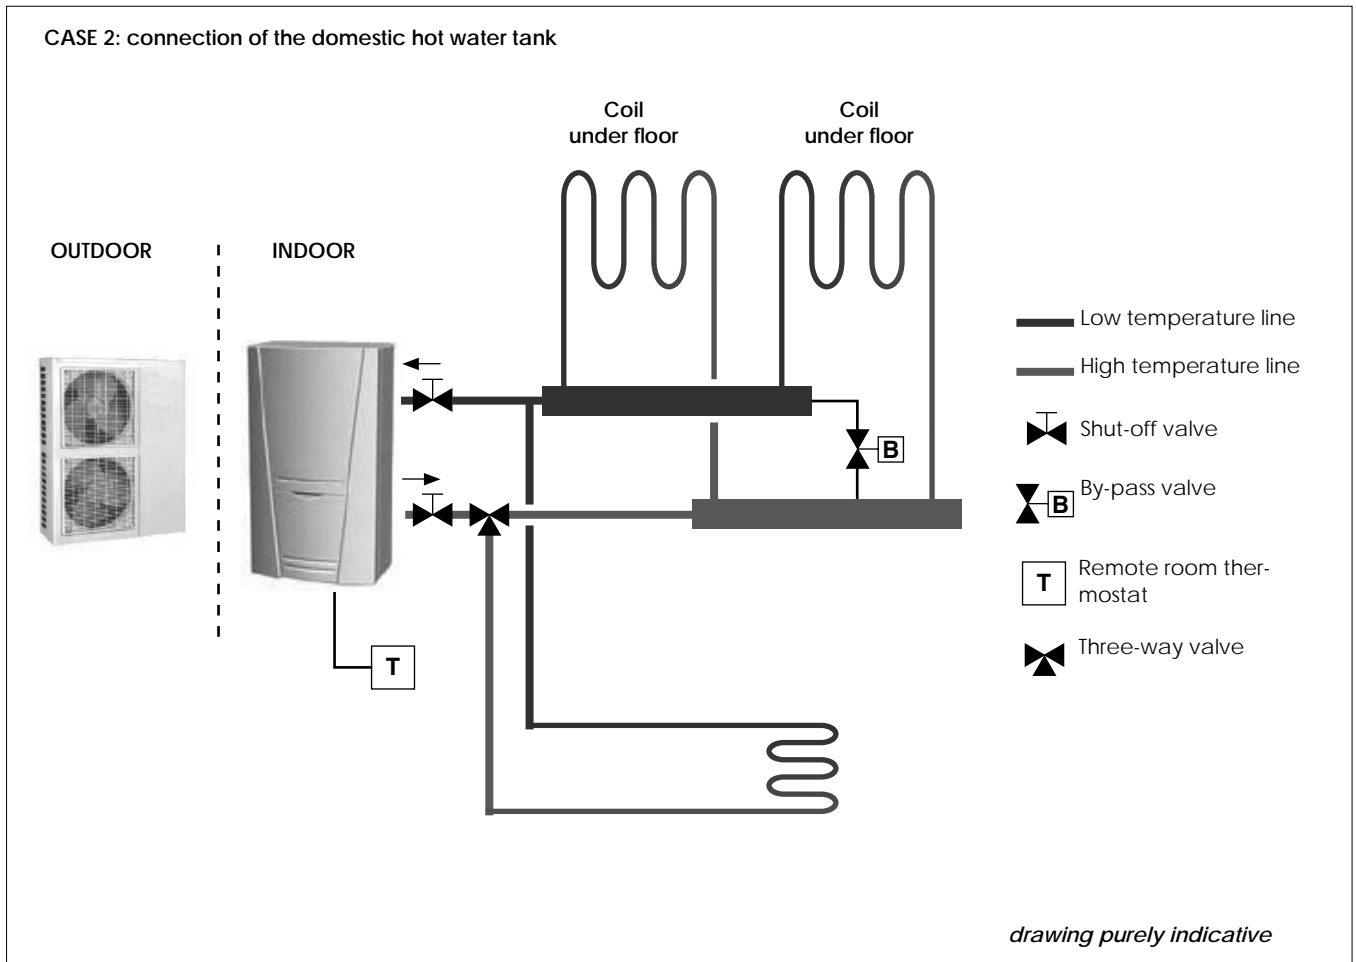 CASE 2: connection of the domestic hot water tank
Coil
under floor
Coil
under floor
OUTDOOR
INDOOR
Low temperature line
High temperature line
Shut-off valve
B
By-pass valve
B
Remote room ther-
mostat
T
Three-way valve
T
drawing purely indicative